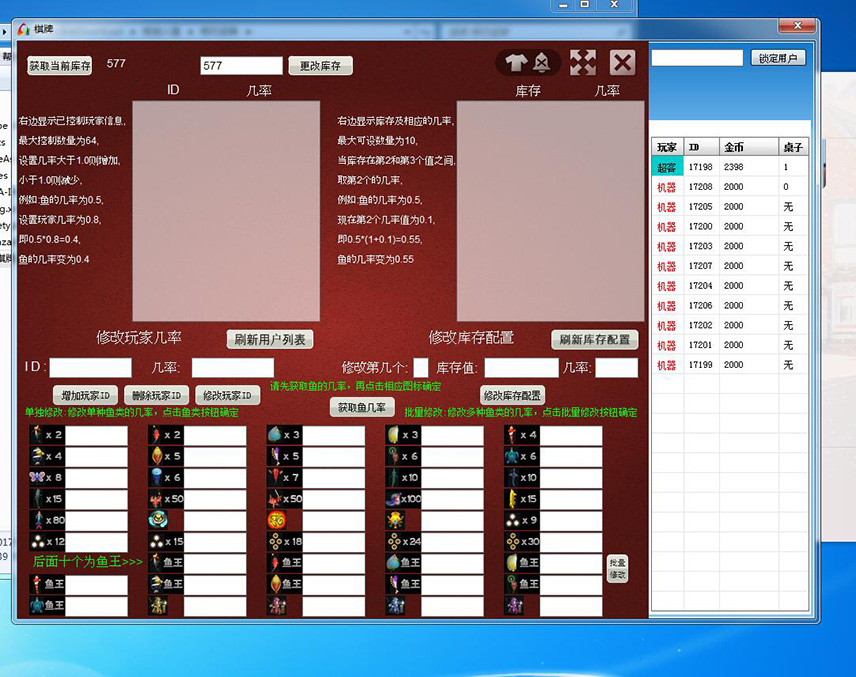 棋牌
获取当前库存 577 577 更改库存
锁定用户
ID 几率
库存 几率
右边显示已控制玩家信息,
最大控制数量为64,
设置几率大于1.0则增加,
小于1.0则减少,
例如:鱼的几率为0.5,
设置玩家几率为0.8,
即0.5*0.8=0.4,
鱼的几率变为0.4
右边显示库存及相应的几率,
最大可设数量为10,
当库存在第2和第3个值之间,
取第2个的几率,
例如:鱼的几率为0.5,
现在第2个几率值为0.1,
即0.5*(1+0.1)=0.55,
鱼的几率变为0.55
玩家 ID 金币 桌子
超客 17198 2398 1
机器 17208 2000 0
机器 17205 2000 无
机器 17200 2000 无
机器 17203 2000 无
机器 17207 2000 无
机器 17204 2000 无
机器 17206 2000 无
机器 17202 2000 无
机器 17201 2000 无
机器 17199 2000 无
修改玩家几率 刷新用户列表
修改库存配置 刷新库存配置
ID: 几率:
修改第几个: 库存值: 几率:
增加玩家ID 删除玩家ID 修改玩家ID
请先获取鱼的几率，再点击相应图标确定
修改库存配置
单独修改:修改单种鱼类的几率，点击鱼类按钮确定
获取鱼几率
批量修改:修改多种鱼类的几率，点击批量修改按钮确定
x 2 x 2 x 3 x 3 x 4
x 4 x 5 x 5 x 6 x 6
x 8 x 6 x 7 x10 x10
x15 x50 x50 x100 x15
x80 x 9
x12 x 15 x 18 x24 x30
后面十个为鱼王>>> 鱼王 鱼王 鱼王 鱼王
鱼王 鱼王 鱼王 鱼王 鱼王
鱼王
批量
修改